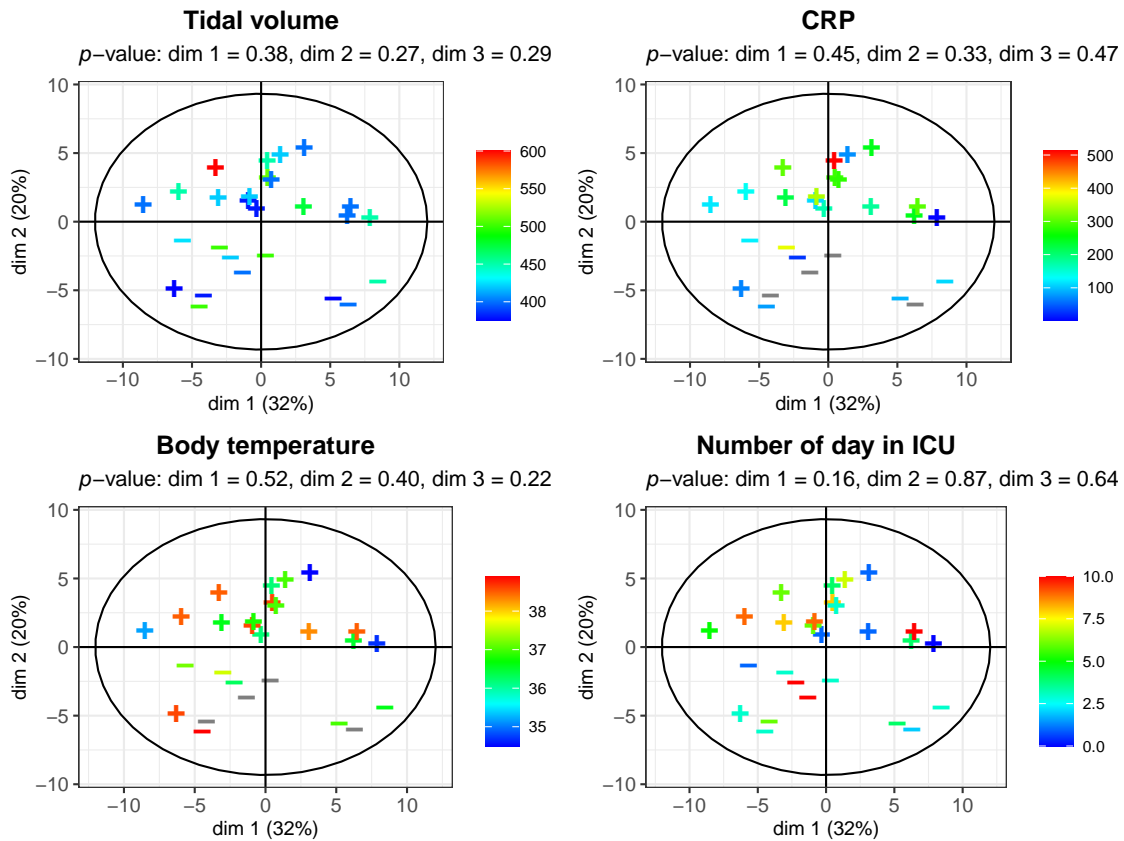 Tidal volume
p−value: dim 1 = 0.38, dim 2 = 0.27, dim 3 = 0.29
10
5
0
−5
−10
dim 2 (20%)
−10 −5 0 5 10
dim 1 (32%)
600
550
500
450
400
CRP
p−value: dim 1 = 0.45, dim 2 = 0.33, dim 3 = 0.47
10
5
0
−5
−10
dim 2 (20%)
−10 −5 0 5 10
dim 1 (32%)
500
400
300
200
100
Body temperature
p−value: dim 1 = 0.52, dim 2 = 0.40, dim 3 = 0.22
10
5
0
−5
−10
dim 2 (20%)
−10 −5 0 5 10
dim 1 (32%)
38
37
36
35
Number of day in ICU
p−value: dim 1 = 0.16, dim 2 = 0.87, dim 3 = 0.64
10
5
0
−5
−10
dim 2 (20%)
−10 −5 0 5 10
dim 1 (32%)
10.0
7.5
5.0
2.5
0.0